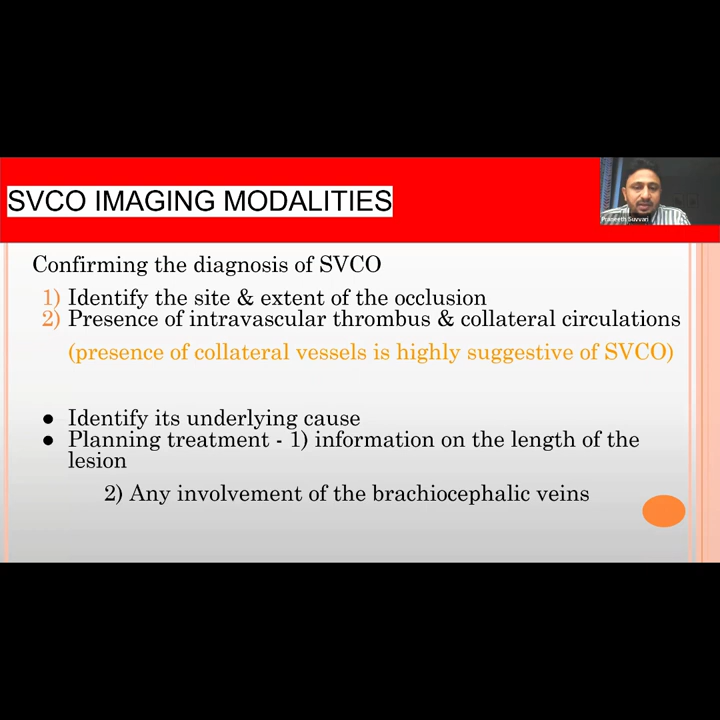 SVCO IMAGING MODALITIES
Praneeth Suvvari
Confirming the diagnosis of SVCO
1) Identify the site & extent of the occlusion
2) Presence of intravascular thrombus & collateral circulations
(presence of collateral vessels is highly suggestive of SVCO)
● Identify its underlying cause
● Planning treatment - 1) information on the length of the
lesion
2) Any involvement of the brachiocephalic veins